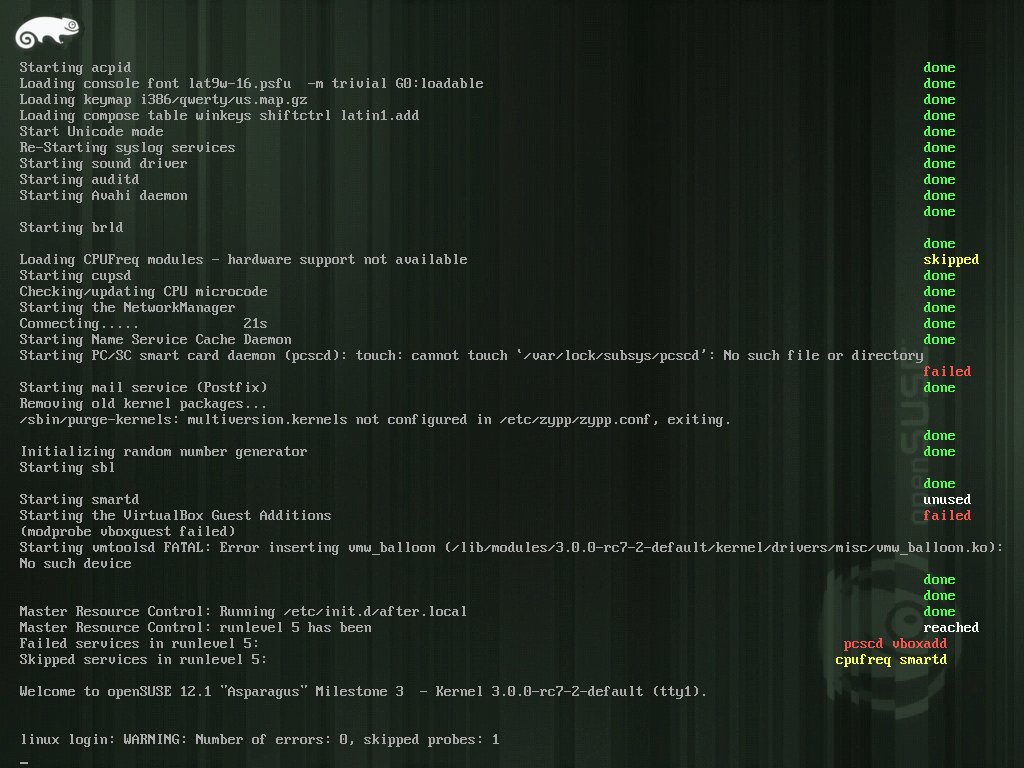 Starting acpid done
Loading console font lat9w-16.psfu  -m trivial G0:loadable done
Loading keymap i386/qwerty/us.map.gz done
Loading compose table winkeys shiftctrl latin1.add done
Start Unicode mode done
Re-Starting syslog services done
Starting sound driver done
Starting auditd done
Starting Avahi daemon done
done
Starting brld
done
Loading CPUFreq modules - hardware support not available skipped
Starting cupsd done
Checking/updating CPU microcode done
Starting the NetworkManager done
Connecting..... 21s done
Starting Name Service Cache Daemon done
Starting PC/SC smart card daemon (pcscd): touch: cannot touch `/var/lock/subsys/pcscd': No such file or directory
failed
Starting mail service (Postfix) done
Removing old kernel packages...
/sbin/purge-kernels: multiversion.kernels not configured in /etc/zypp/zypp.conf, exiting.
done
Initializing random number generator done
Starting sbl
done
Starting smartd unused
Starting the VirtualBox Guest Additions failed
(modprobe vboxguest failed)
Starting vmtoolsd FATAL: Error inserting vmw_balloon (/lib/modules/3.0.0-rc7-2-default/kernel/drivers/misc/vmw_balloon.ko):
No such device
done
done
Master Resource Control: Running /etc/init.d/after.local done
Master Resource Control: runlevel 5 has been reached
Failed services in runlevel 5: pcscd vboxadd
Skipped services in runlevel 5: cpufreq smartd
Welcome to openSUSE 12.1 "Asparagus" Milestone 3  - Kernel 3.0.0-rc7-2-default (tty1).
linux login: WARNING: Number of errors: 0, skipped probes: 1
_
openSUSE